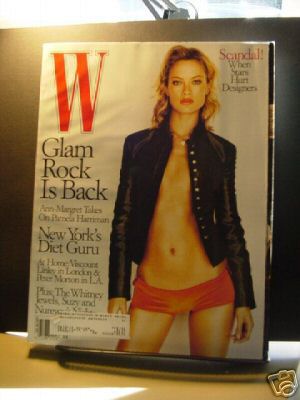 W
Scandal!
When
Stars
Hurt
Designers
Glam
Rock
Is Back
Ann-Margret Takes
On Pamela Harriman
New York's
Diet Guru
At Home: Viscount
Linley in London &
Peter Morton in L.A.
Plus: The Whitney
Jewels, Suzy and
ebY